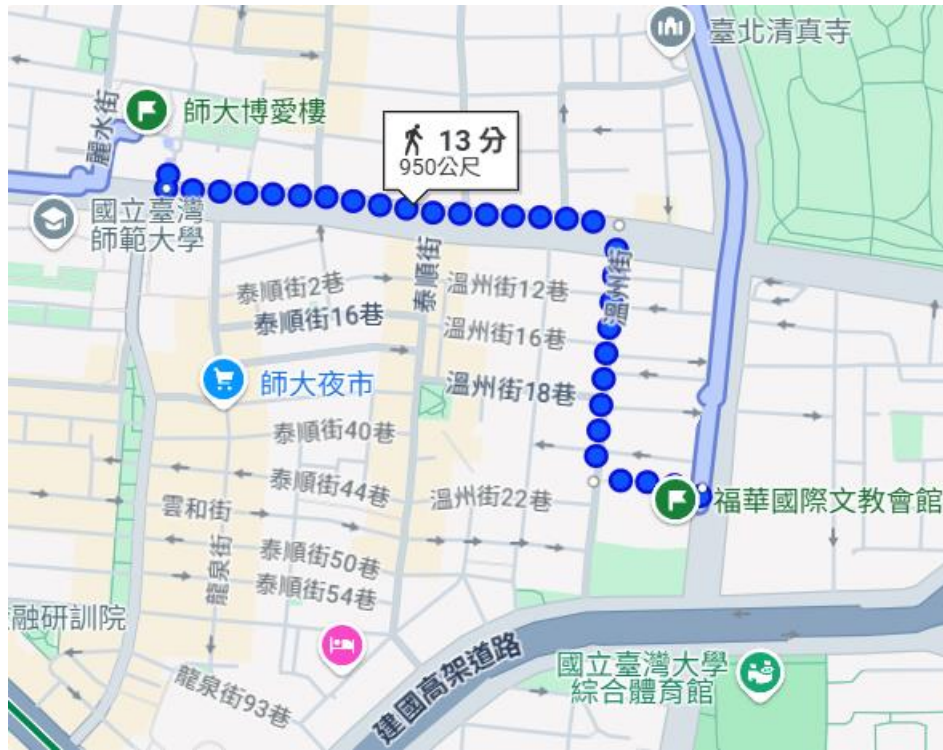 臺北清真寺
師大博愛樓
麗水街
13 分
950公尺
國立臺灣
師範大學
泰順街
溫州街
泰順街2巷
溫州街12巷
泰順街16巷
溫州街16巷
師大夜市
溫州街18巷
泰順街40巷
泰順街44巷
溫州街22巷
福華國際文教會館
雲和街
龍泉街
泰順街50巷
泰順街54巷
融研訓院
建國高架道路
國立臺灣大學
綜合體育館
龍泉街93巷